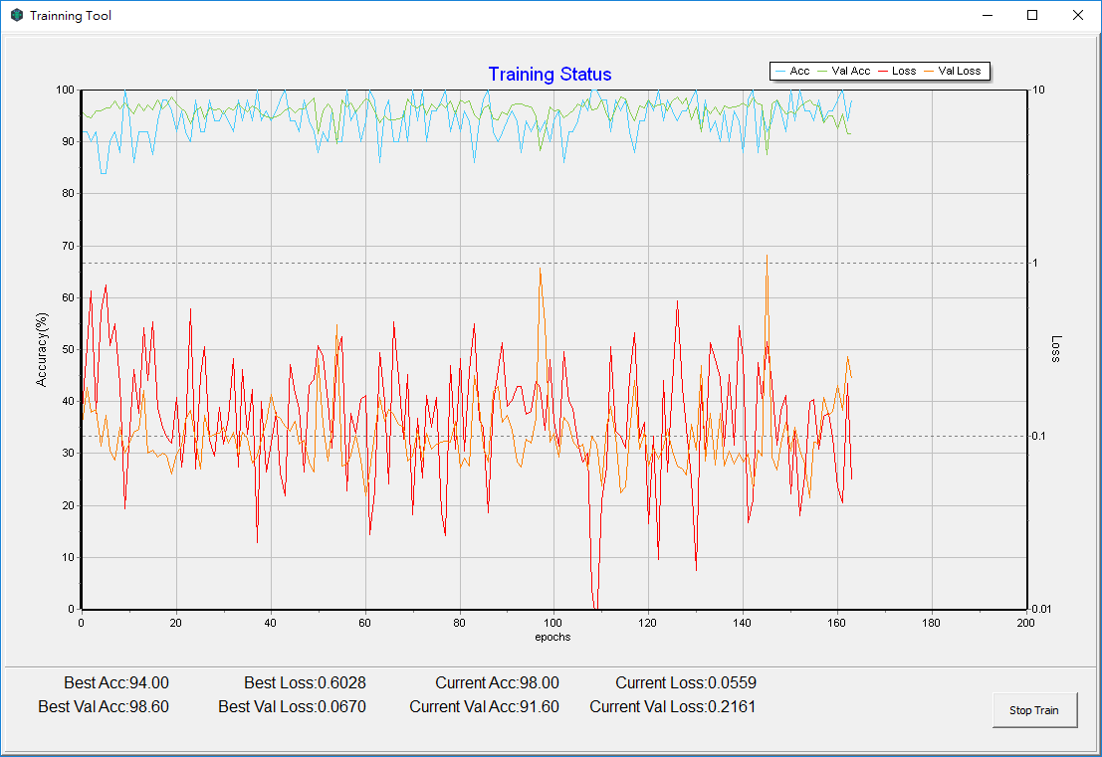 Trainning Tool
Training Status
Acc Val Acc Loss Val Loss
100
90
80
70
60
50
40
30
20
10
0
Accuracy(%)
10
1
0.1
0.01
Loss
0 20 40 60 80 100 120 140 160 180 200
epochs
Best Acc:94.00 Best Loss:0.6028 Current Acc:98.00 Current Loss:0.0559
Best Val Acc:98.60 Best Val Loss:0.0670 Current Val Acc:91.60 Current Val Loss:0.2161
Stop Train